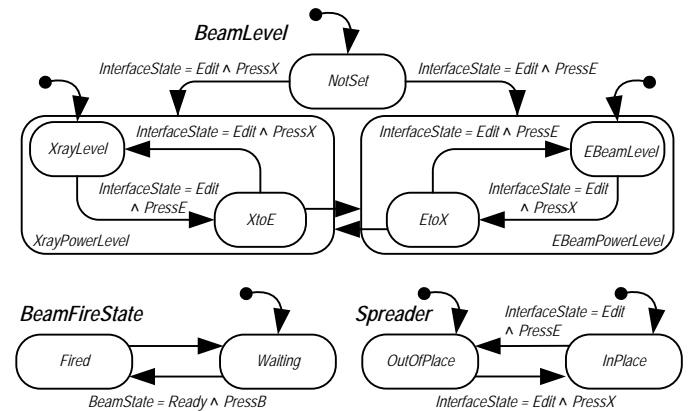 BeamLevel
NotSet
InterfaceState = Edit ∧ PressX
InterfaceState = Edit ∧ PressE
XrayLevel
InterfaceState = Edit ∧ PressX
InterfaceState = Edit
∧ PressE
XtoE
XrayPowerLevel
InterfaceState = Edit ∧ PressE
EBeamLevel
InterfaceState = Edit
∧ PressX
EtoX
EBeamPowerLevel
BeamFireState
Fired
Waiting
BeamState = Ready ∧ PressB
Spreader
InterfaceState = Edit
∧ PressE
OutOfPlace
InPlace
InterfaceState = Edit ∧ PressX